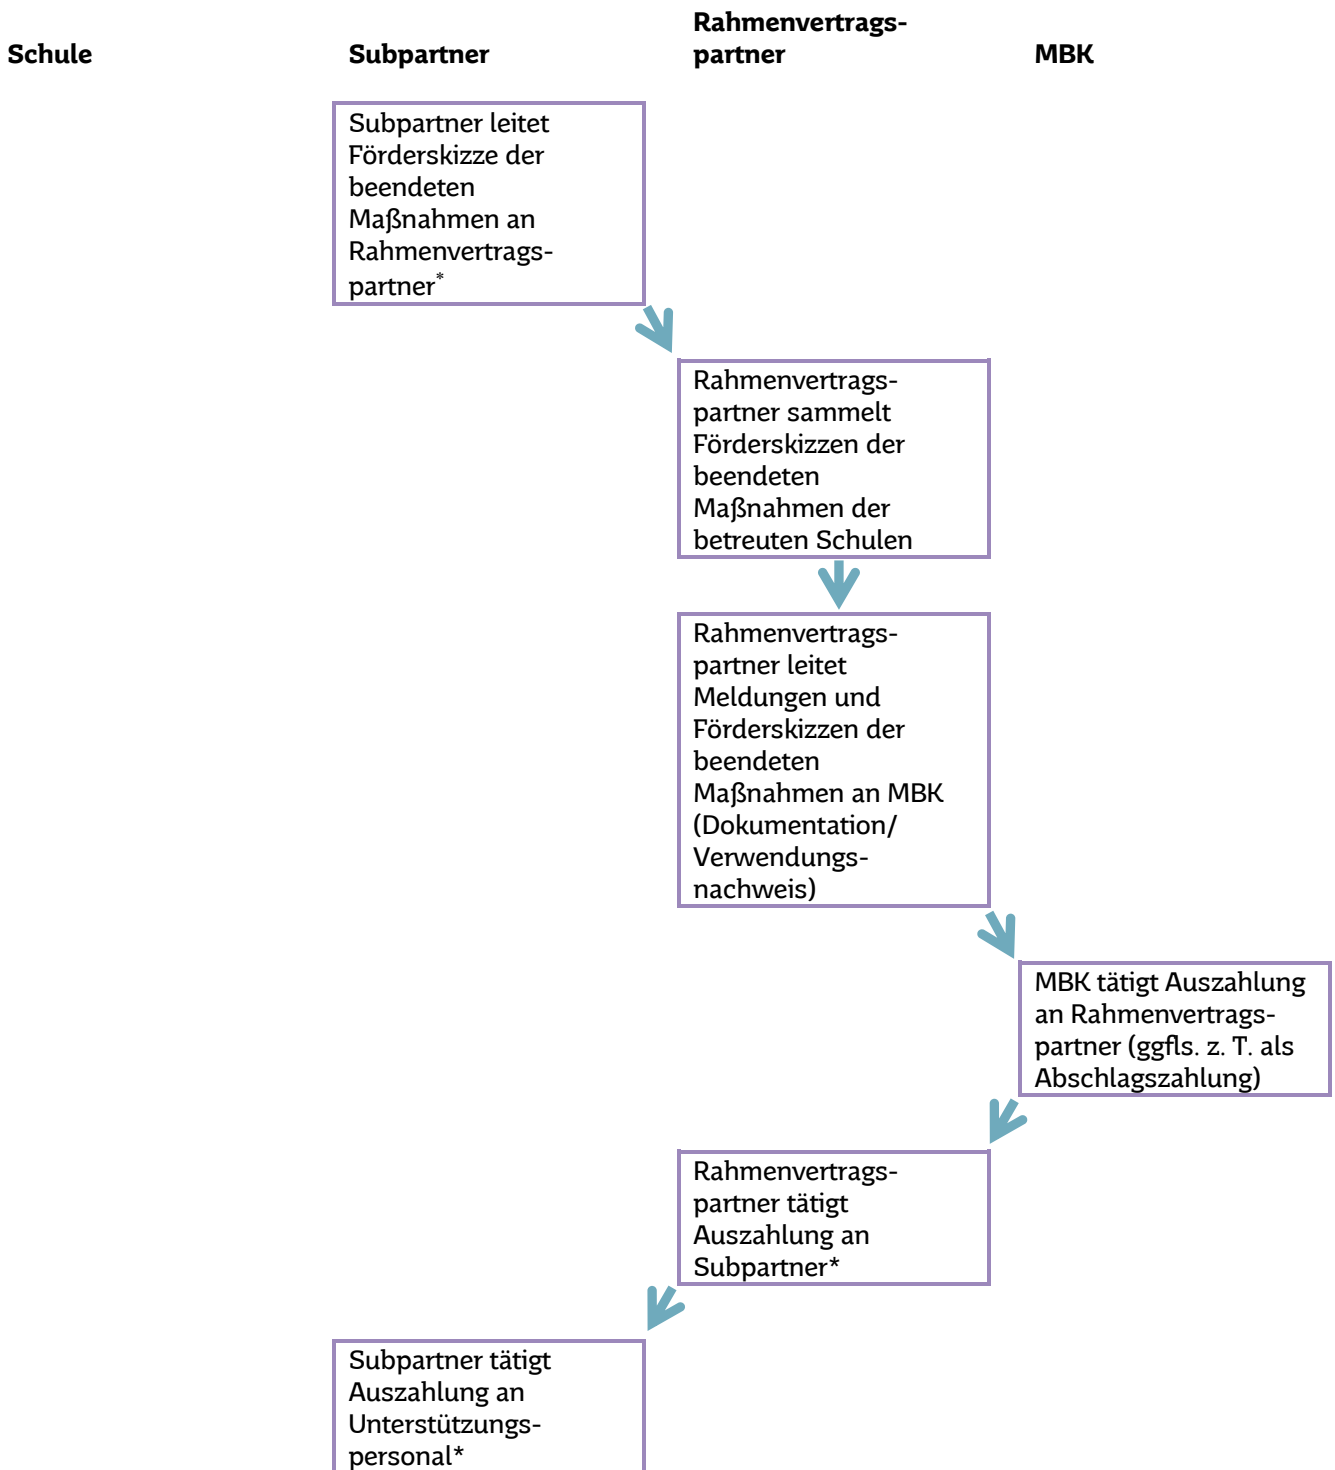 Schule
Subpartner
Rahmenvertrags-
partner
MBK
Subpartner leitet
Förderskizze der
beendeten
Maßnahmen an
Rahmenvertrags-
partner*
Rahmenvertrags-
partner sammelt
Förderskizzen der
beendeten
Maßnahmen der
betreuten Schulen
Rahmenvertrags-
partner leitet
Meldungen und
Förderskizzen der
beendeten
Maßnahmen an MBK
(Dokumentation/
Verwendungs-
nachweis)
MBK tätigt Auszahlung
an Rahmenvertrags-
partner (ggfls. z. T. als
Abschlagszahlung)
Rahmenvertrags-
partner tätigt
Auszahlung an
Subpartner*
Subpartner tätigt
Auszahlung an
Unterstützungs-
personal*